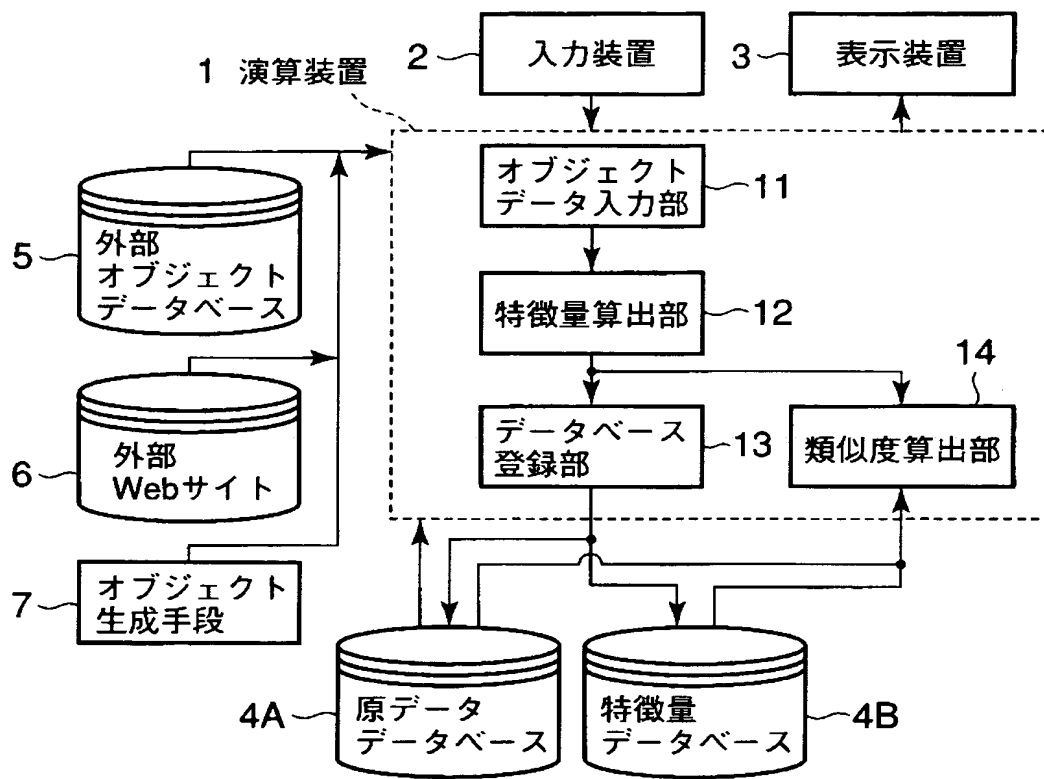 1 演算装置
2
入力装置
3
表示装置
オブジェクト
データ入力部
11
5
外部
オブジェクト
データベース
特徴量算出部
12
14
6
外部
Webサイト
データベース
登録部
13
類似度算出部
7
オブジェクト
生成手段
4A
原データ
データベース
特徴量
データベース
4B